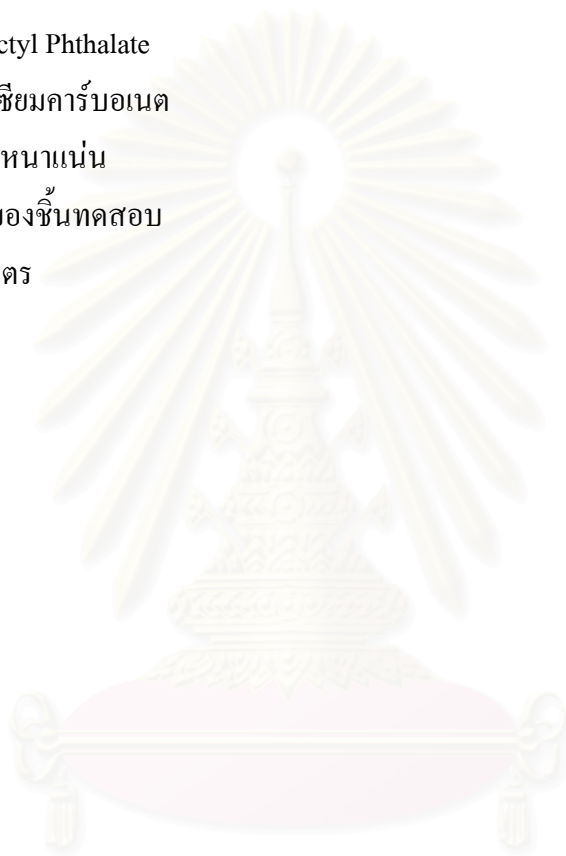 ctyl Phthalate
ซียมคาร์บอเนต
หนาแน่น
ของชิ้นทดสอบ
ตร